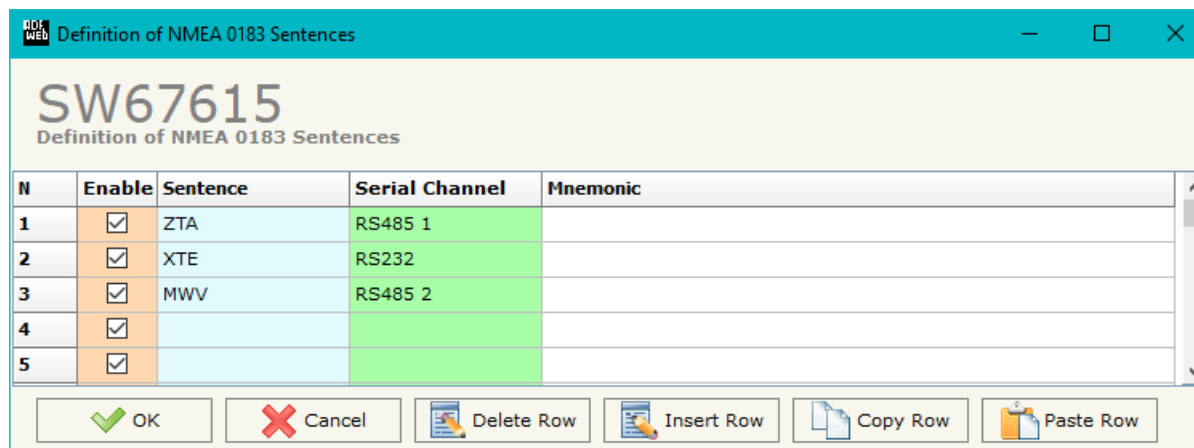 ADF WEB Definition of NMEA 0183 Sentences
SW67615
Definition of NMEA 0183 Sentences
N Enable Sentence Serial Channel Mnemonic
1 ZTA RS485 1
2 XTE RS232
3 MWV RS485 2
4
5
OK Cancel Delete Row Insert Row Copy Row Paste Row